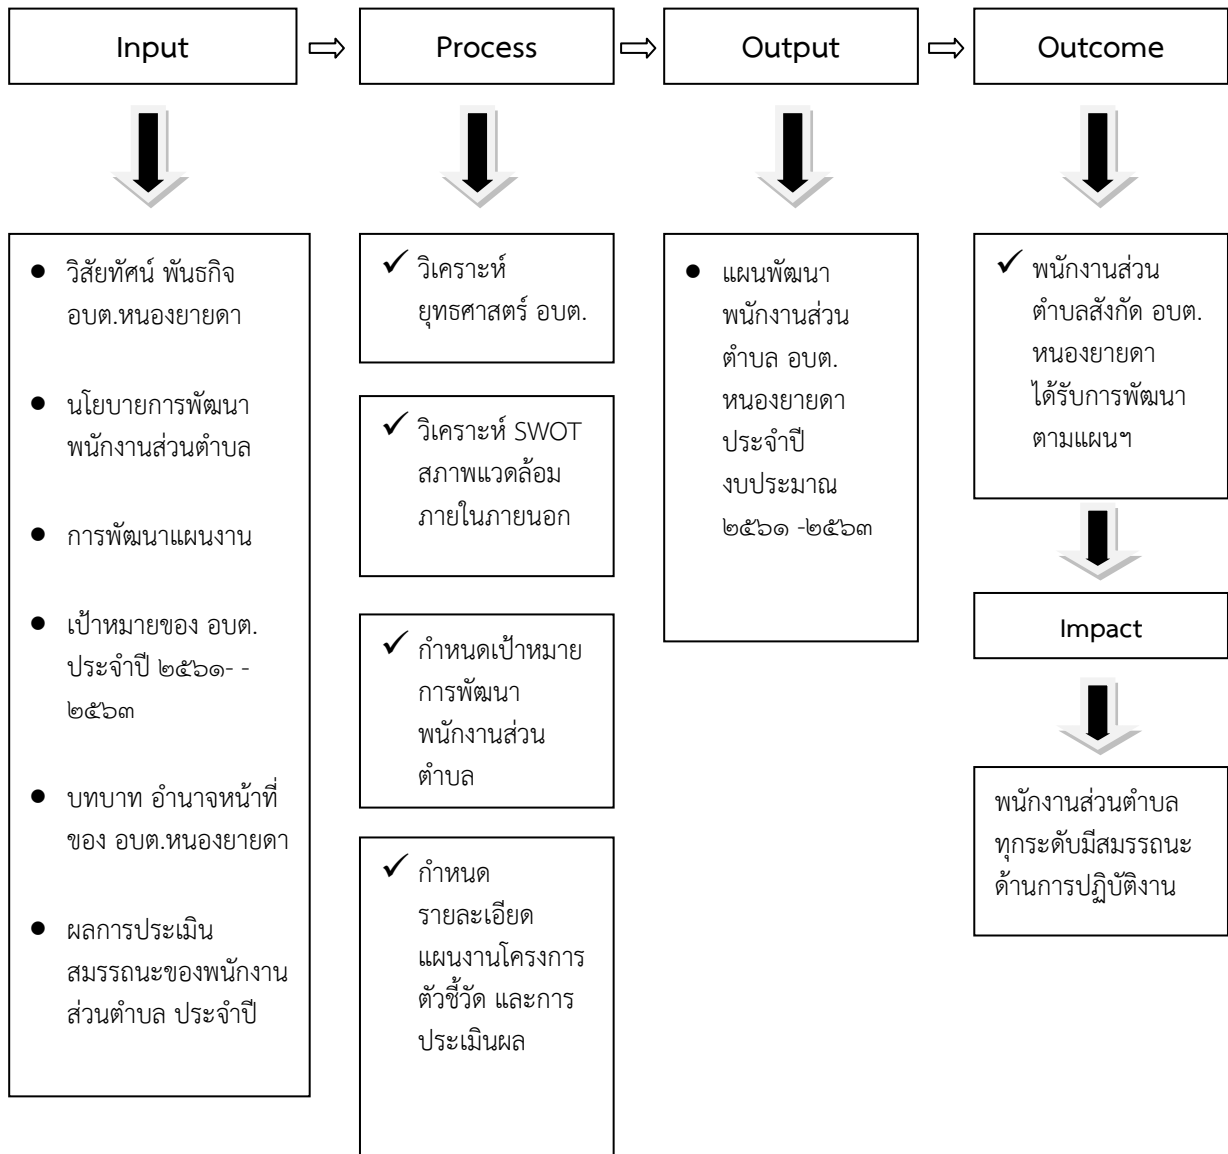 Input
Process
Output
Outcome
● วิสัยทัศน์ พันธกิจ
อบต.หนองยายดา
● นโยบายการพัฒนา
พนักงานส่วนตำบล
● การพัฒนาแผนงาน
● เป้าหมายของ อบต.
ประจำปี ๒๕๖๑- -
๒๕๖๓
● บทบาท อำนาจหน้าที่
ของ อบต.หนองยายดา
● ผลการประเมิน
สมรรถนะของพนักงาน
ส่วนตำบล ประจำปี
✓ วิเคราะห์
ยุทธศาสตร์ อบต.
✓ วิเคราะห์ SWOT
สภาพแวดล้อม
ภายในภายนอก
✓ กำหนดเป้าหมาย
การพัฒนา
พนักงานส่วน
ตำบล
✓ กำหนด
รายละเอียด
แผนงานโครงการ
ตัวชี้วัด และการ
ประเมินผล
● แผนพัฒนา
พนักงานส่วน
ตำบล อบต.
หนองยายดา
ประจำปี
งบประมาณ
๒๕๖๑ -๒๕๖๓
✓ พนักงานส่วน
ตำบลสังกัด อบต.
หนองยายดา
ได้รับการพัฒนา
ตามแผนฯ
Impact
พนักงานส่วนตำบล
ทุกระดับมีสมรรถนะ
ด้านการปฏิบัติงาน